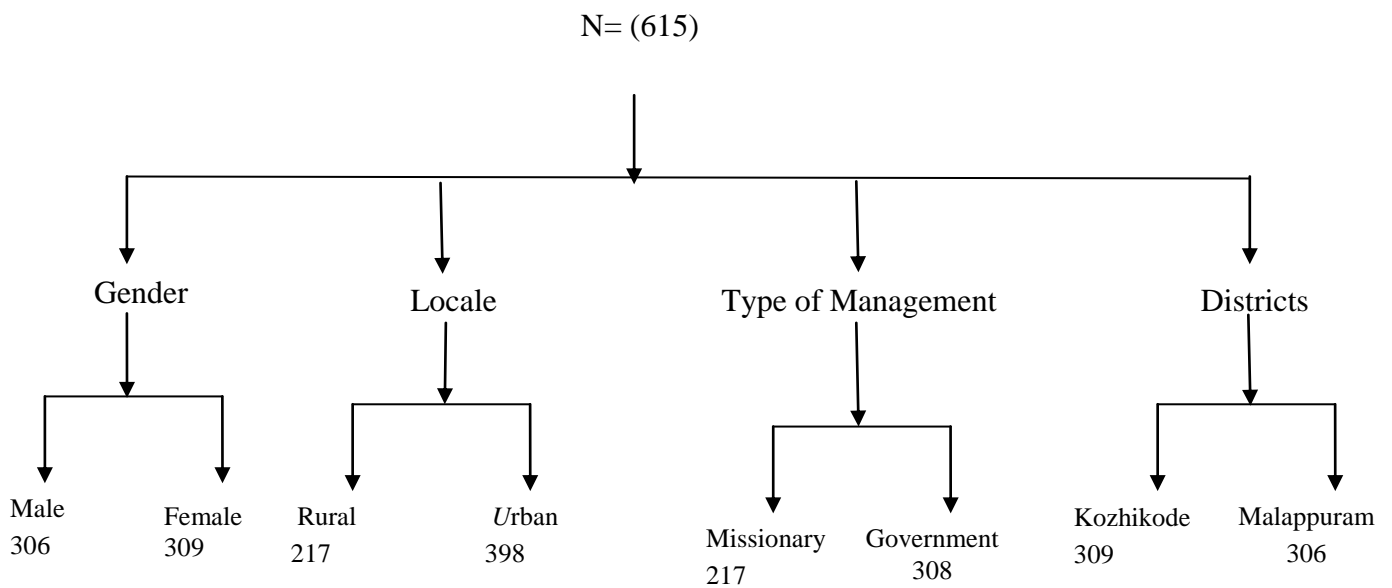 N= (615)
Gender
Locale
Type of Management
Districts
Male
306
Female
309
Rural
217
Urban
398
Missionary
217
Government
308
Kozhikode
309
Malappuram
306